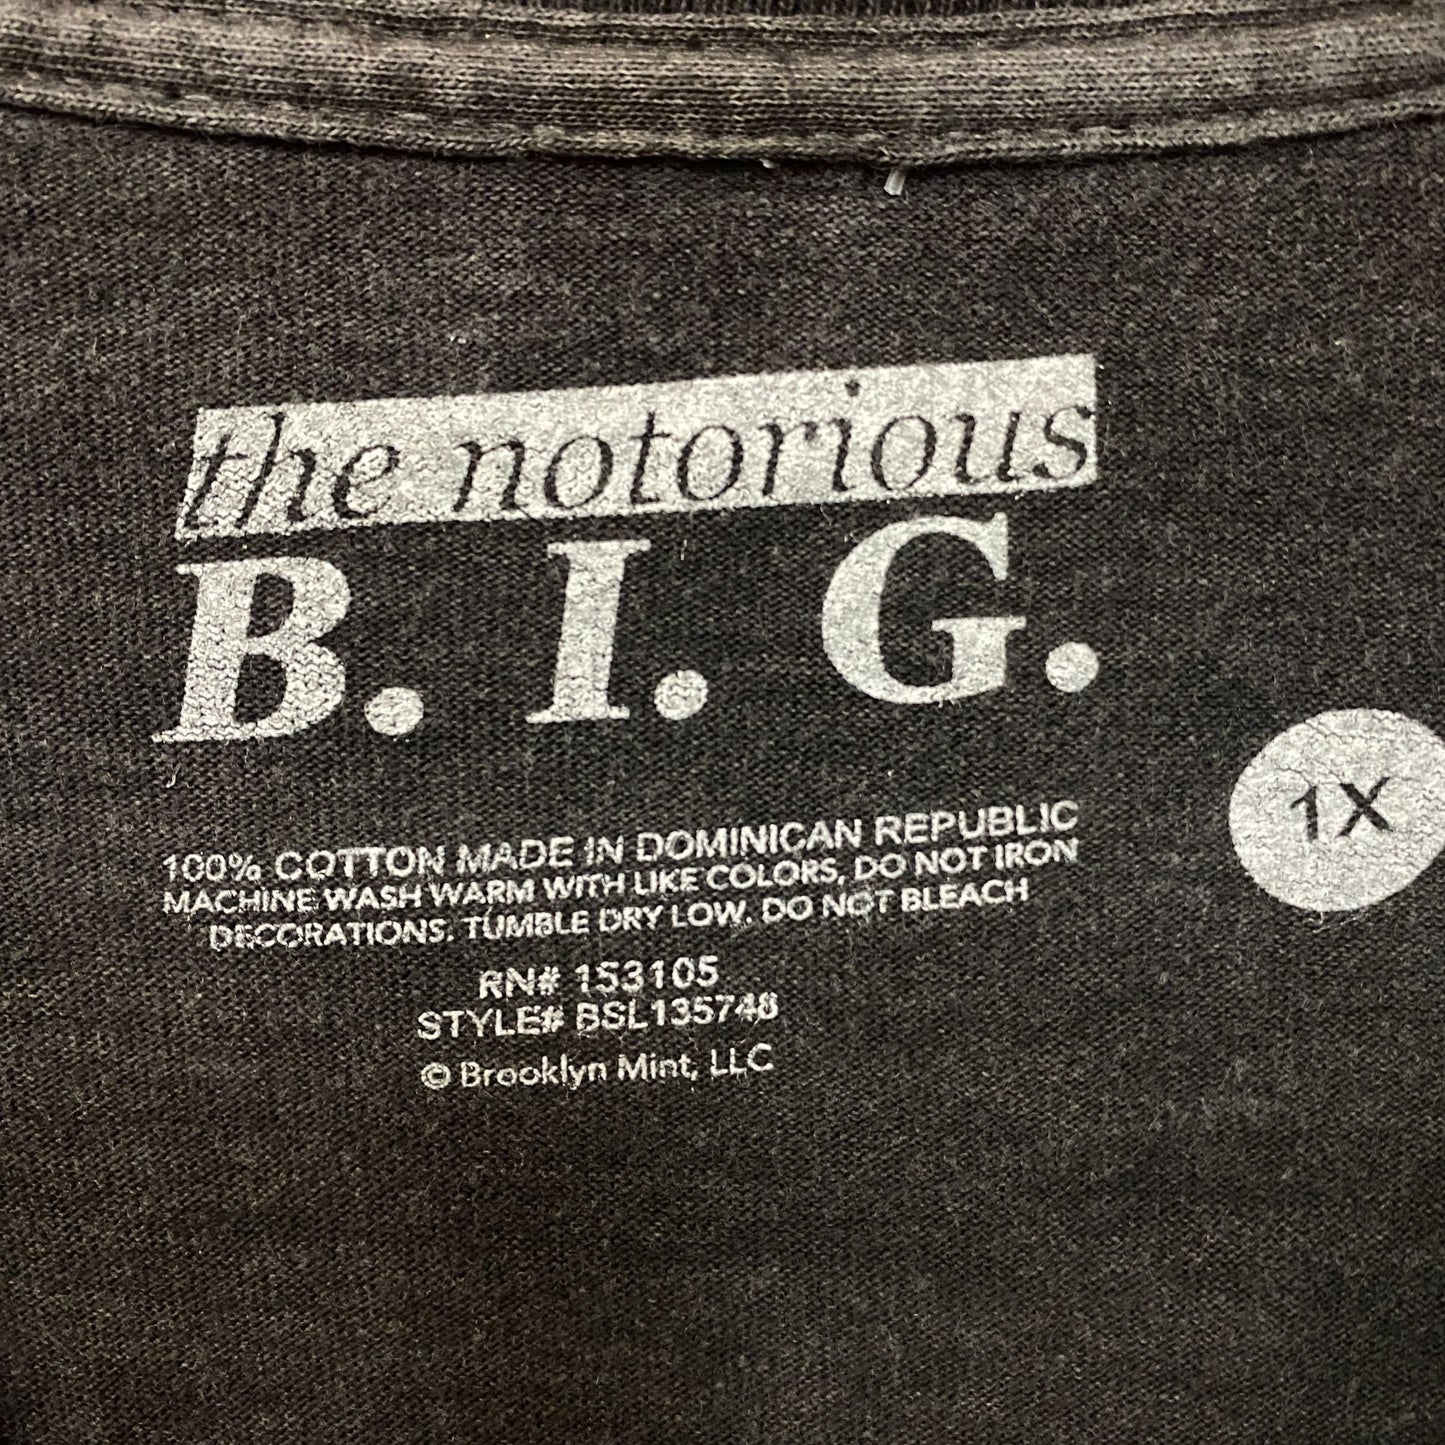 the notorious
B. I. G.
1X
100% COTTON MADE IN DOMINICAN REPUBLIC
MACHINE WASH WARM WITH LIKE COLORS, DO NOT IRON
DECORATIONS. TUMBLE DRY LOW. DO NOT BLEACH
RN# 153105
STYLE# BSL135748
© Brooklyn Mint, LLC